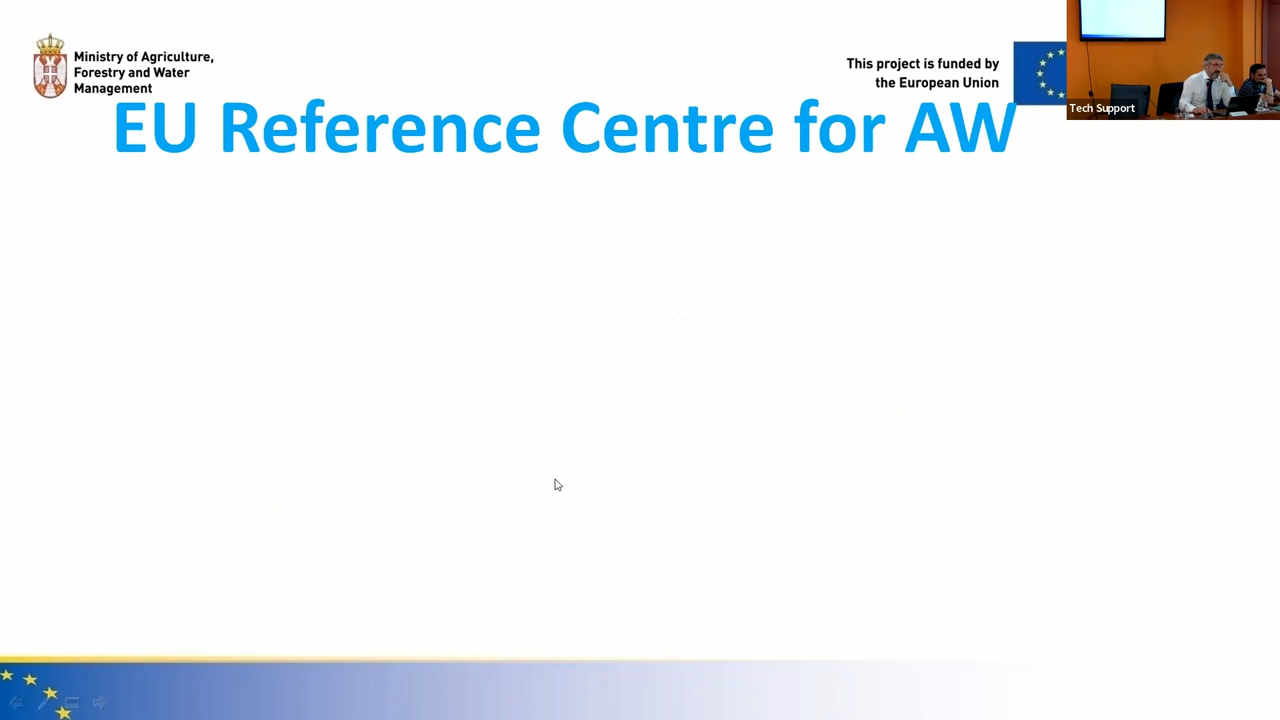 Ministry of Agriculture,
Forestry and Water
Management
This project is funded by
the European Union
Tech Support
EU Reference Centre for AW